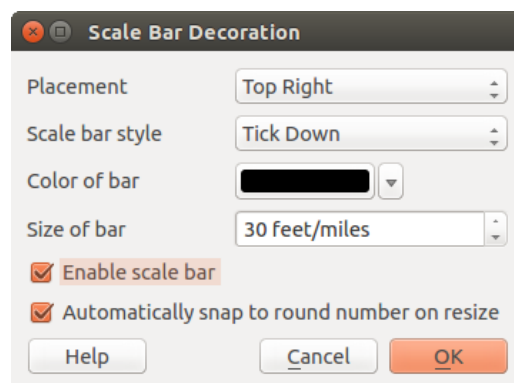 Scale Bar Decoration
Placement Top Right
Scale bar style Tick Down
Color of bar
Size of bar 30 feet/miles
Enable scale bar
Automatically snap to round number on resize
Help Cancel OK